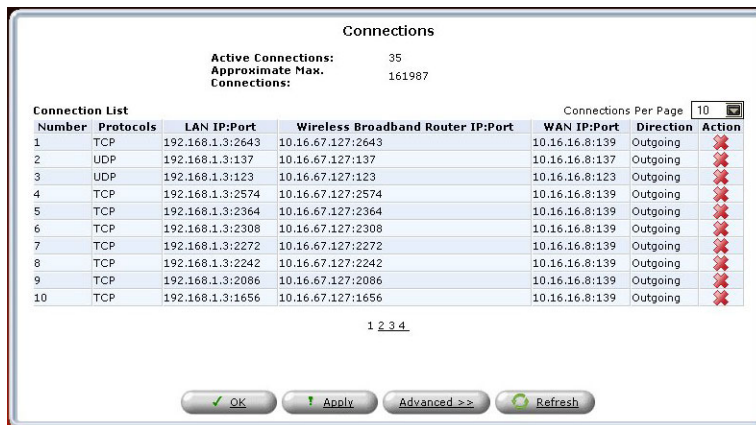 Connections
Active Connections: 35
Approximate Max. Connections: 161987
Connection List Connections Per Page 10
Number Protocols LAN IP:Port Wireless Broadband Router IP:Port WAN IP:Port Direction Action
1 TCP 192.168.1.3:2643 10.16.67.127:2643 10.16.16.8:139 Outgoing
2 UDP 192.168.1.3:137 10.16.67.127:137 10.16.16.8:137 Outgoing
3 UDP 192.168.1.3:123 10.16.67.127:123 10.16.16.8:123 Outgoing
4 TCP 192.168.1.3:2574 10.16.67.127:2574 10.16.16.8:139 Outgoing
5 TCP 192.168.1.3:2364 10.16.67.127:2364 10.16.16.8:139 Outgoing
6 TCP 192.168.1.3:2308 10.16.67.127:2308 10.16.16.8:139 Outgoing
7 TCP 192.168.1.3:2272 10.16.67.127:2272 10.16.16.8:139 Outgoing
8 TCP 192.168.1.3:2242 10.16.67.127:2242 10.16.16.8:139 Outgoing
9 TCP 192.168.1.3:2086 10.16.67.127:2086 10.16.16.8:139 Outgoing
10 TCP 192.168.1.3:1656 10.16.67.127:1656 10.16.16.8:139 Outgoing
1 2 3 4
OK Apply Advanced >> Refresh